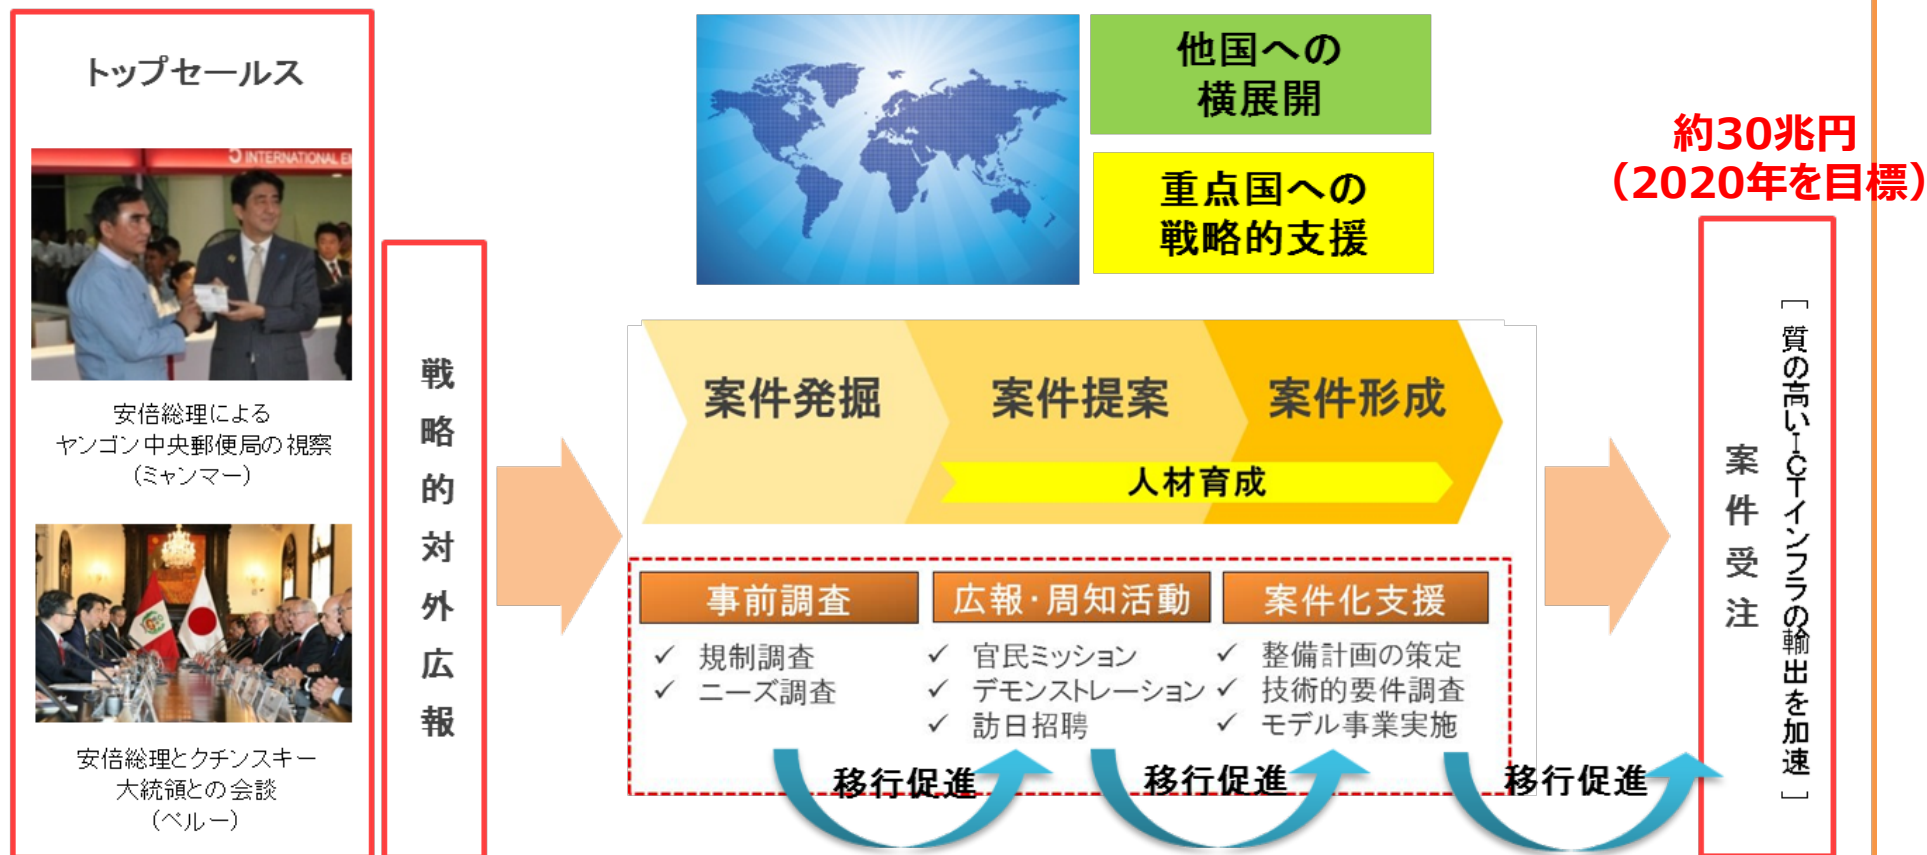 トップセールス
5 INTERNATIONAL
安倍総理による
ヤンゴン中央郵便局の視察
(ミャンマー)
安倍総理とクチンスキー
大統領との会談
(ペルー)
戦略的対外広報
他国への
横展開
重点国への
戦略的支援
案件発掘
案件提案
案件形成
人材育成
事前調査
✓ 規制調査
✓ ニーズ調査
広報・周知活動
✓ 官民ミッション
✓ デモンストレーション
✓ 訪日招聘
案件化支援
✓ 整備計画の策定
✓ 技術的要件調査
✓ モデル事業実施
移行促進
移行促進
移行促進
約30兆円
（2020年を目標）
案件受注
［質の高いICTインフラの輸出を加速］